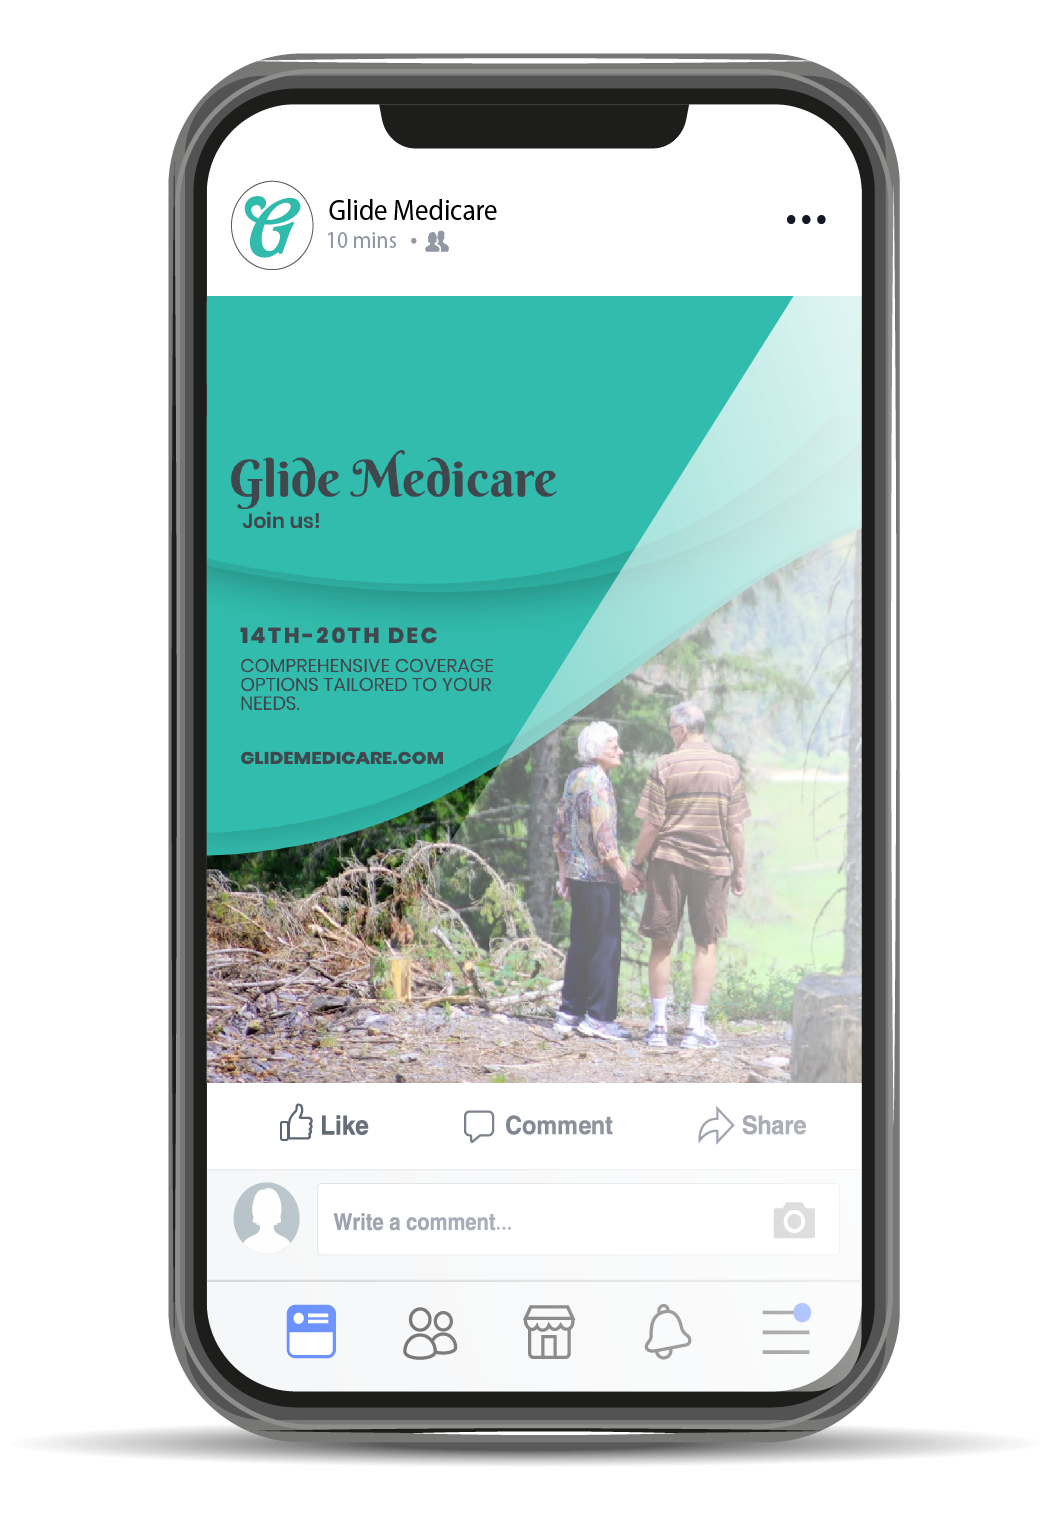 G
Glide Medicare
10 mins •
Glide Medicare
Join us!
14TH-20TH DEC
COMPREHENSIVE COVERAGE
OPTIONS TAILORED TO YOUR
NEEDS.
GLIDEMEDICARE.COM
Like Comment Share
Write a comment...